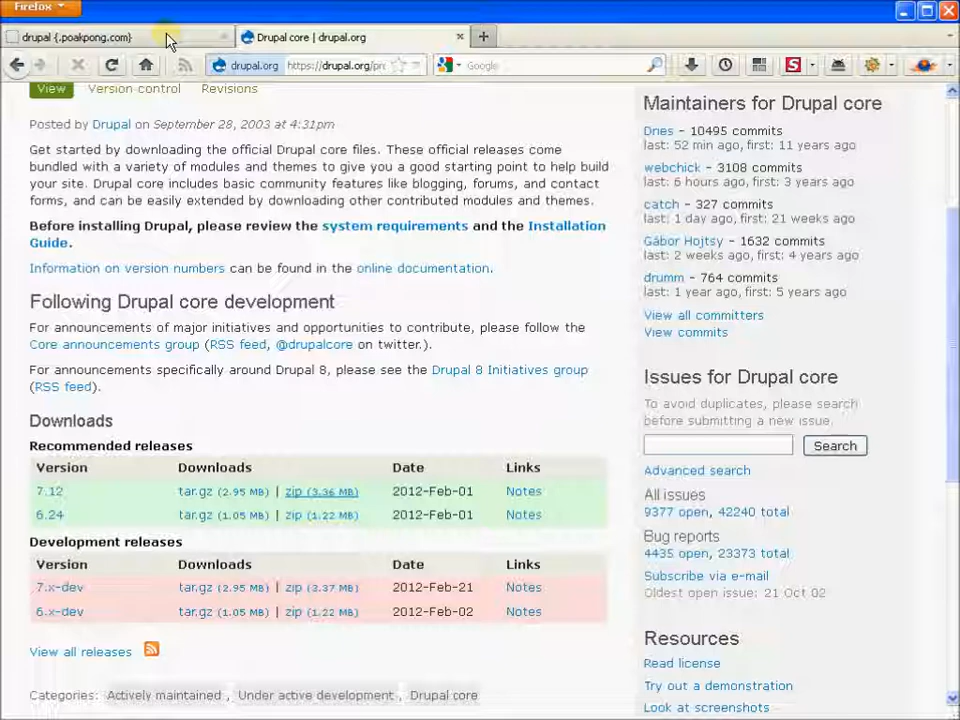 Firefox
drupal {.poakpong.com}
Drupal core | drupal.org
drupal.org
https://drupal.org/pr
Google
View
Version control
Revisions
Posted by Drupal on September 28, 2003 at 4:31pm
Get started by downloading the official Drupal core files. These official releases come
bundled with a variety of modules and themes to give you a good starting point to help build
your site. Drupal core includes basic community features like blogging, forums, and contact
forms, and can be easily extended by downloading other contributed modules and themes.
Before installing Drupal, please review the system requirements and the Installation
Guide.
Information on version numbers can be found in the online documentation.
Following Drupal core development
For announcements of major initiatives and opportunities to contribute, please follow the
Core announcements group (RSS feed, @drupalcore on twitter.).
For announcements specifically around Drupal 8, please see the Drupal 8 Initiatives group
(RSS feed).
Downloads
Recommended releases
Version Downloads Date Links
7.12 tar.gz (2.95 MB) | zip (3.36 MB) 2012-Feb-01 Notes
6.24 tar.gz (1.05 MB) | zip (1.22 MB) 2012-Feb-01 Notes
Development releases
Version Downloads Date Links
7.x-dev tar.gz (2.95 MB) | zip (3.37 MB) 2012-Feb-21 Notes
6.x-dev tar.gz (1.05 MB) | zip (1.22 MB) 2012-Feb-02 Notes
View all releases
Categories: Actively maintained , Under active development , Drupal core
Maintainers for Drupal core
Dries - 10495 commits
last: 52 min ago, first: 11 years ago
webchick - 3108 commits
last: 6 hours ago, first: 3 years ago
catch - 327 commits
last: 1 day ago, first: 21 weeks ago
Gábor Hojtsy - 1632 commits
last: 2 weeks ago, first: 4 years ago
drumm - 764 commits
last: 1 year ago, first: 5 years ago
View all committers
View commits
Issues for Drupal core
To avoid duplicates, please search
before submitting a new issue.
Search
Advanced search
All issues
9377 open, 42240 total
Bug reports
4435 open, 23373 total
Subscribe via e-mail
Oldest open issue: 21 Oct 02
Resources
Read license
Try out a demonstration
Look at screenshots